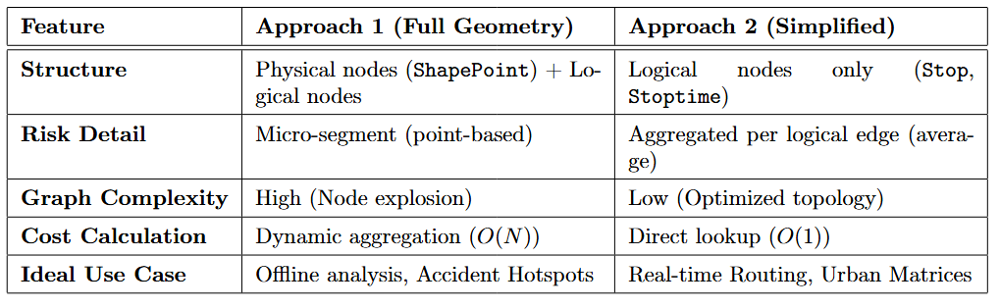 Feature Approach 1 (Full Geometry) Approach 2 (Simplified)
Structure Physical nodes (ShapePoint) + Lo- Logical nodes only (Stop,
gical nodes Stoptime)
Risk Detail Micro-segment (point-based) Aggregated per logical edge (avera-
ge)
Graph Complexity High (Node explosion) Low (Optimized topology)
Cost Calculation Dynamic aggregation (O(N)) Direct lookup (O(1))
Ideal Use Case Offline analysis, Accident Hotspots Real-time Routing, Urban Matrices